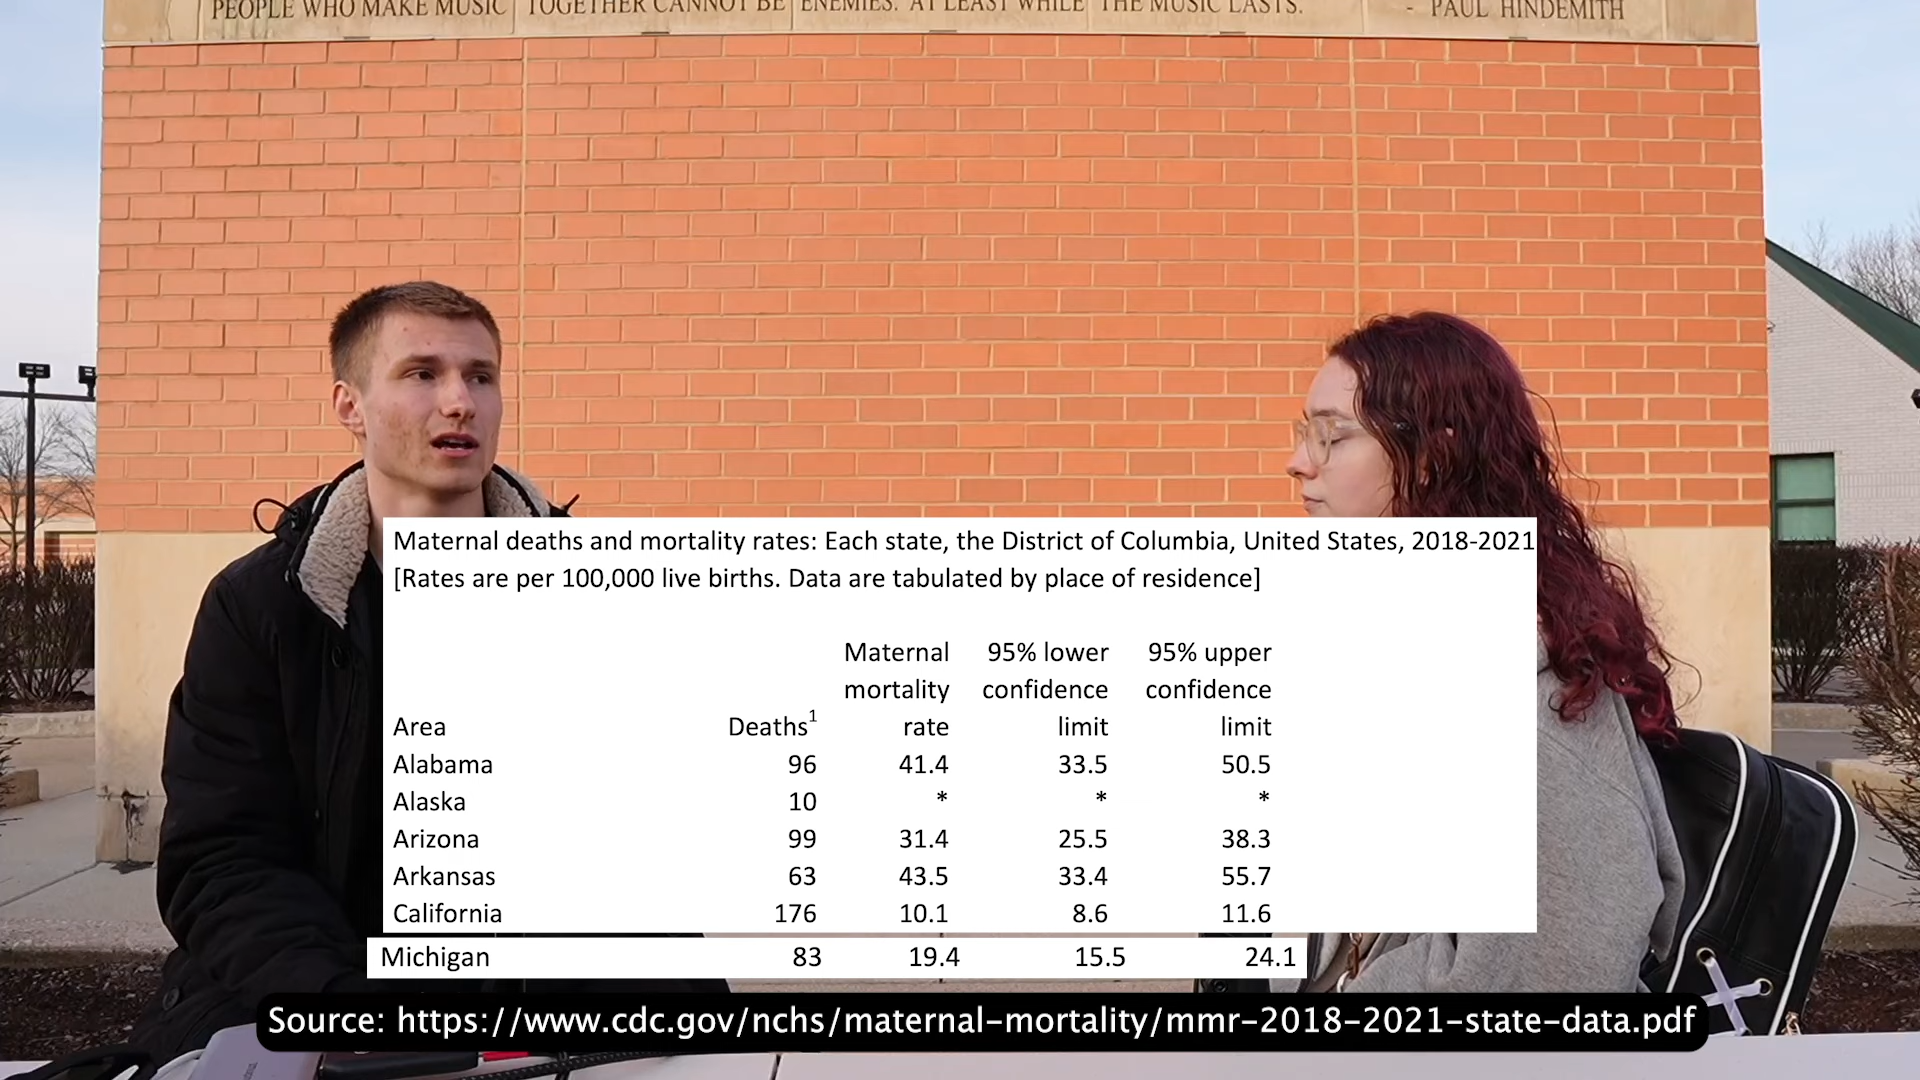 PEOPLE WHO MAKE MUSIC TOGETHER CANNOT BE ENEMIES. AT LEAST WHILE THE MUSIC LASTS. - PAUL HINDEMITH
Maternal deaths and mortality rates: Each state, the District of Columbia, United States, 2018-2021
[Rates are per 100,000 live births. Data are tabulated by place of residence]
Maternal 95% lower 95% upper
mortality confidence confidence
Area Deaths1 rate limit limit
Alabama 96 41.4 33.5 50.5
Alaska 10 * * *
Arizona 99 31.4 25.5 38.3
Arkansas 63 43.5 33.4 55.7
California 176 10.1 8.6 11.6
Michigan 83 19.4 15.5 24.1
Source: https://www.cdc.gov/nchs/maternal-mortality/mmr-2018-2021-state-data.pdf